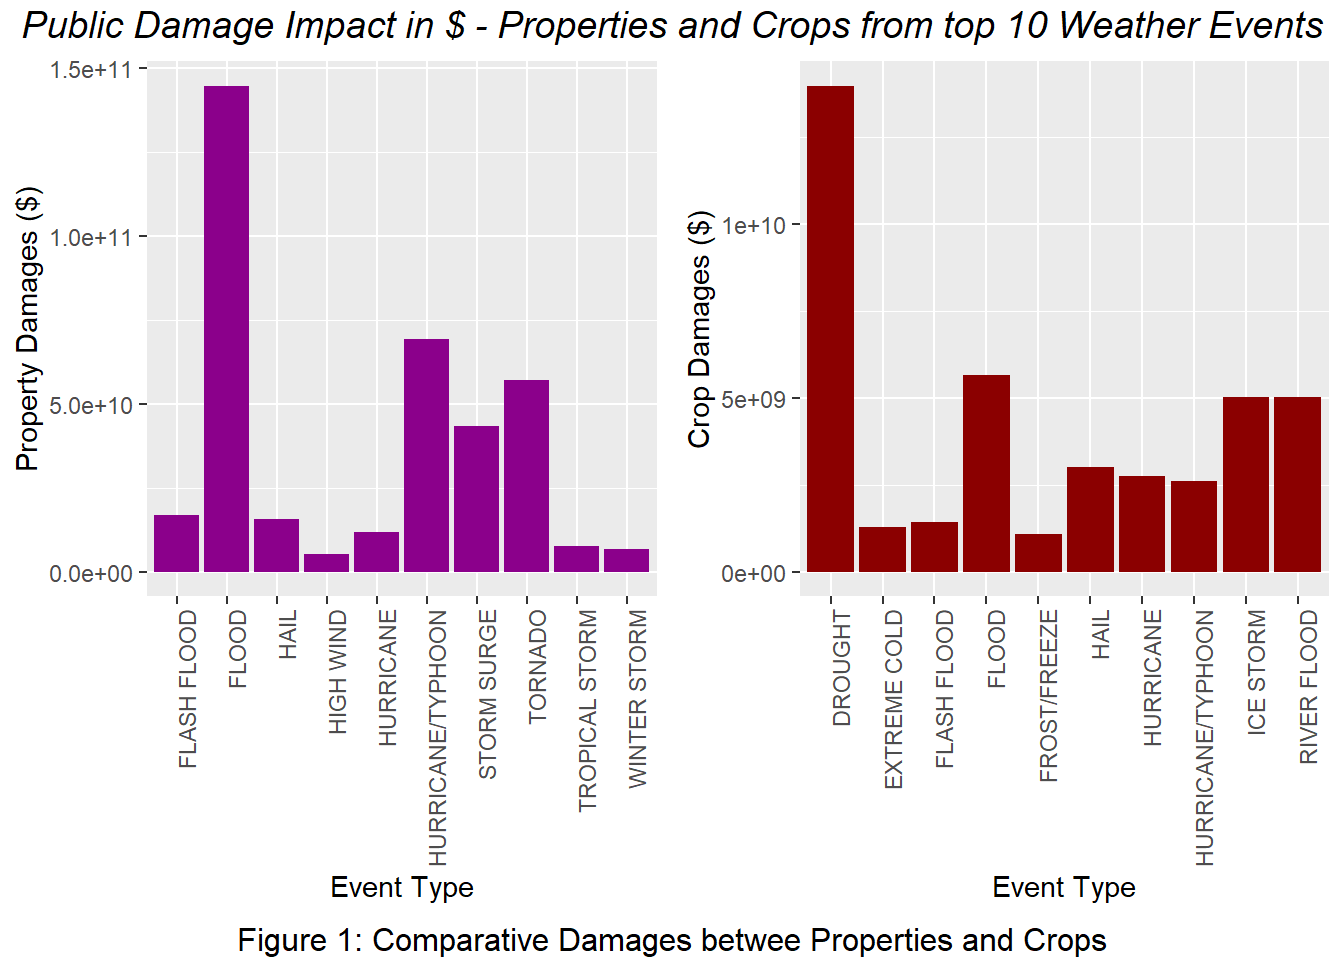 Public Damage Impact in $ - Properties and Crops from top 10 Weather Events
Property Damages ($)
1.5e+11
1.0e+11
5.0e+10
0.0e+00
FLASH FLOOD
FLOOD
HAIL
HIGH WIND
HURRICANE
HURRICANE/TYPHOON
STORM SURGE
TORNADO
TROPICAL STORM
WINTER STORM
Event Type
Crop Damages ($)
1e+10
5e+09
0e+00
DROUGHT
EXTREME COLD
FLASH FLOOD
FLOOD
FROST/FREEZE
HAIL
HURRICANE
HURRICANE/TYPHOON
ICE STORM
RIVER FLOOD
Event Type
Figure 1: Comparative Damages betwee Properties and Crops